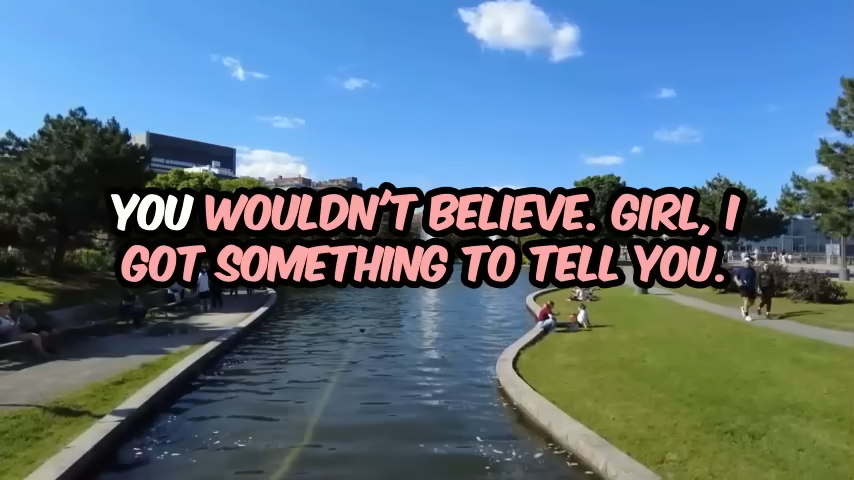 YOU WOULDN'T BELIEVE. GIRL, I
GOT SOMETHING TO TELL YOU.